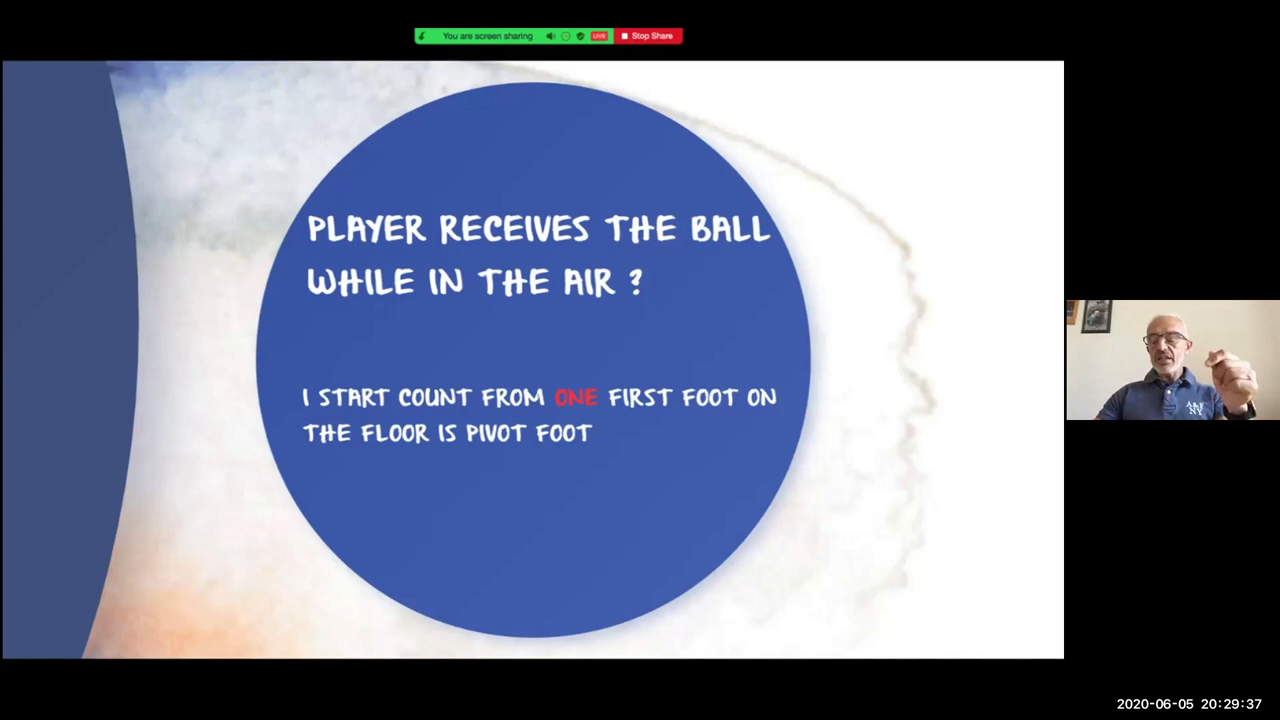 You are screen sharing LIVE Stop Share
PLAYER RECEIVES THE BALL
WHILE IN THE AIR ?
I START COUNT FROM ONE FIRST FOOT ON
THE FLOOR IS PIVOT FOOT
2020-06-05 20:29:37